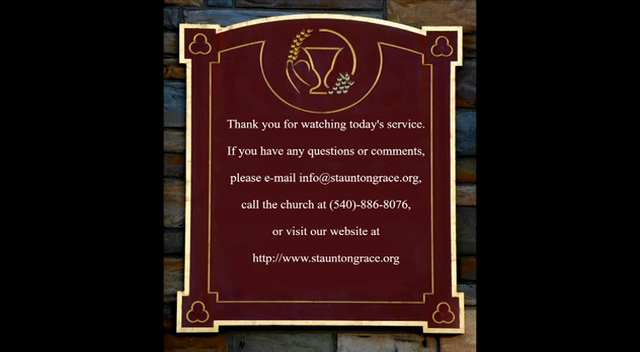 Thank you for watching today's service.
If you have any questions or comments,
please e-mail info@stauntongrace.org,
call the church at (540)-886-8076,
or visit our website at
http://www.stauntongrace.org